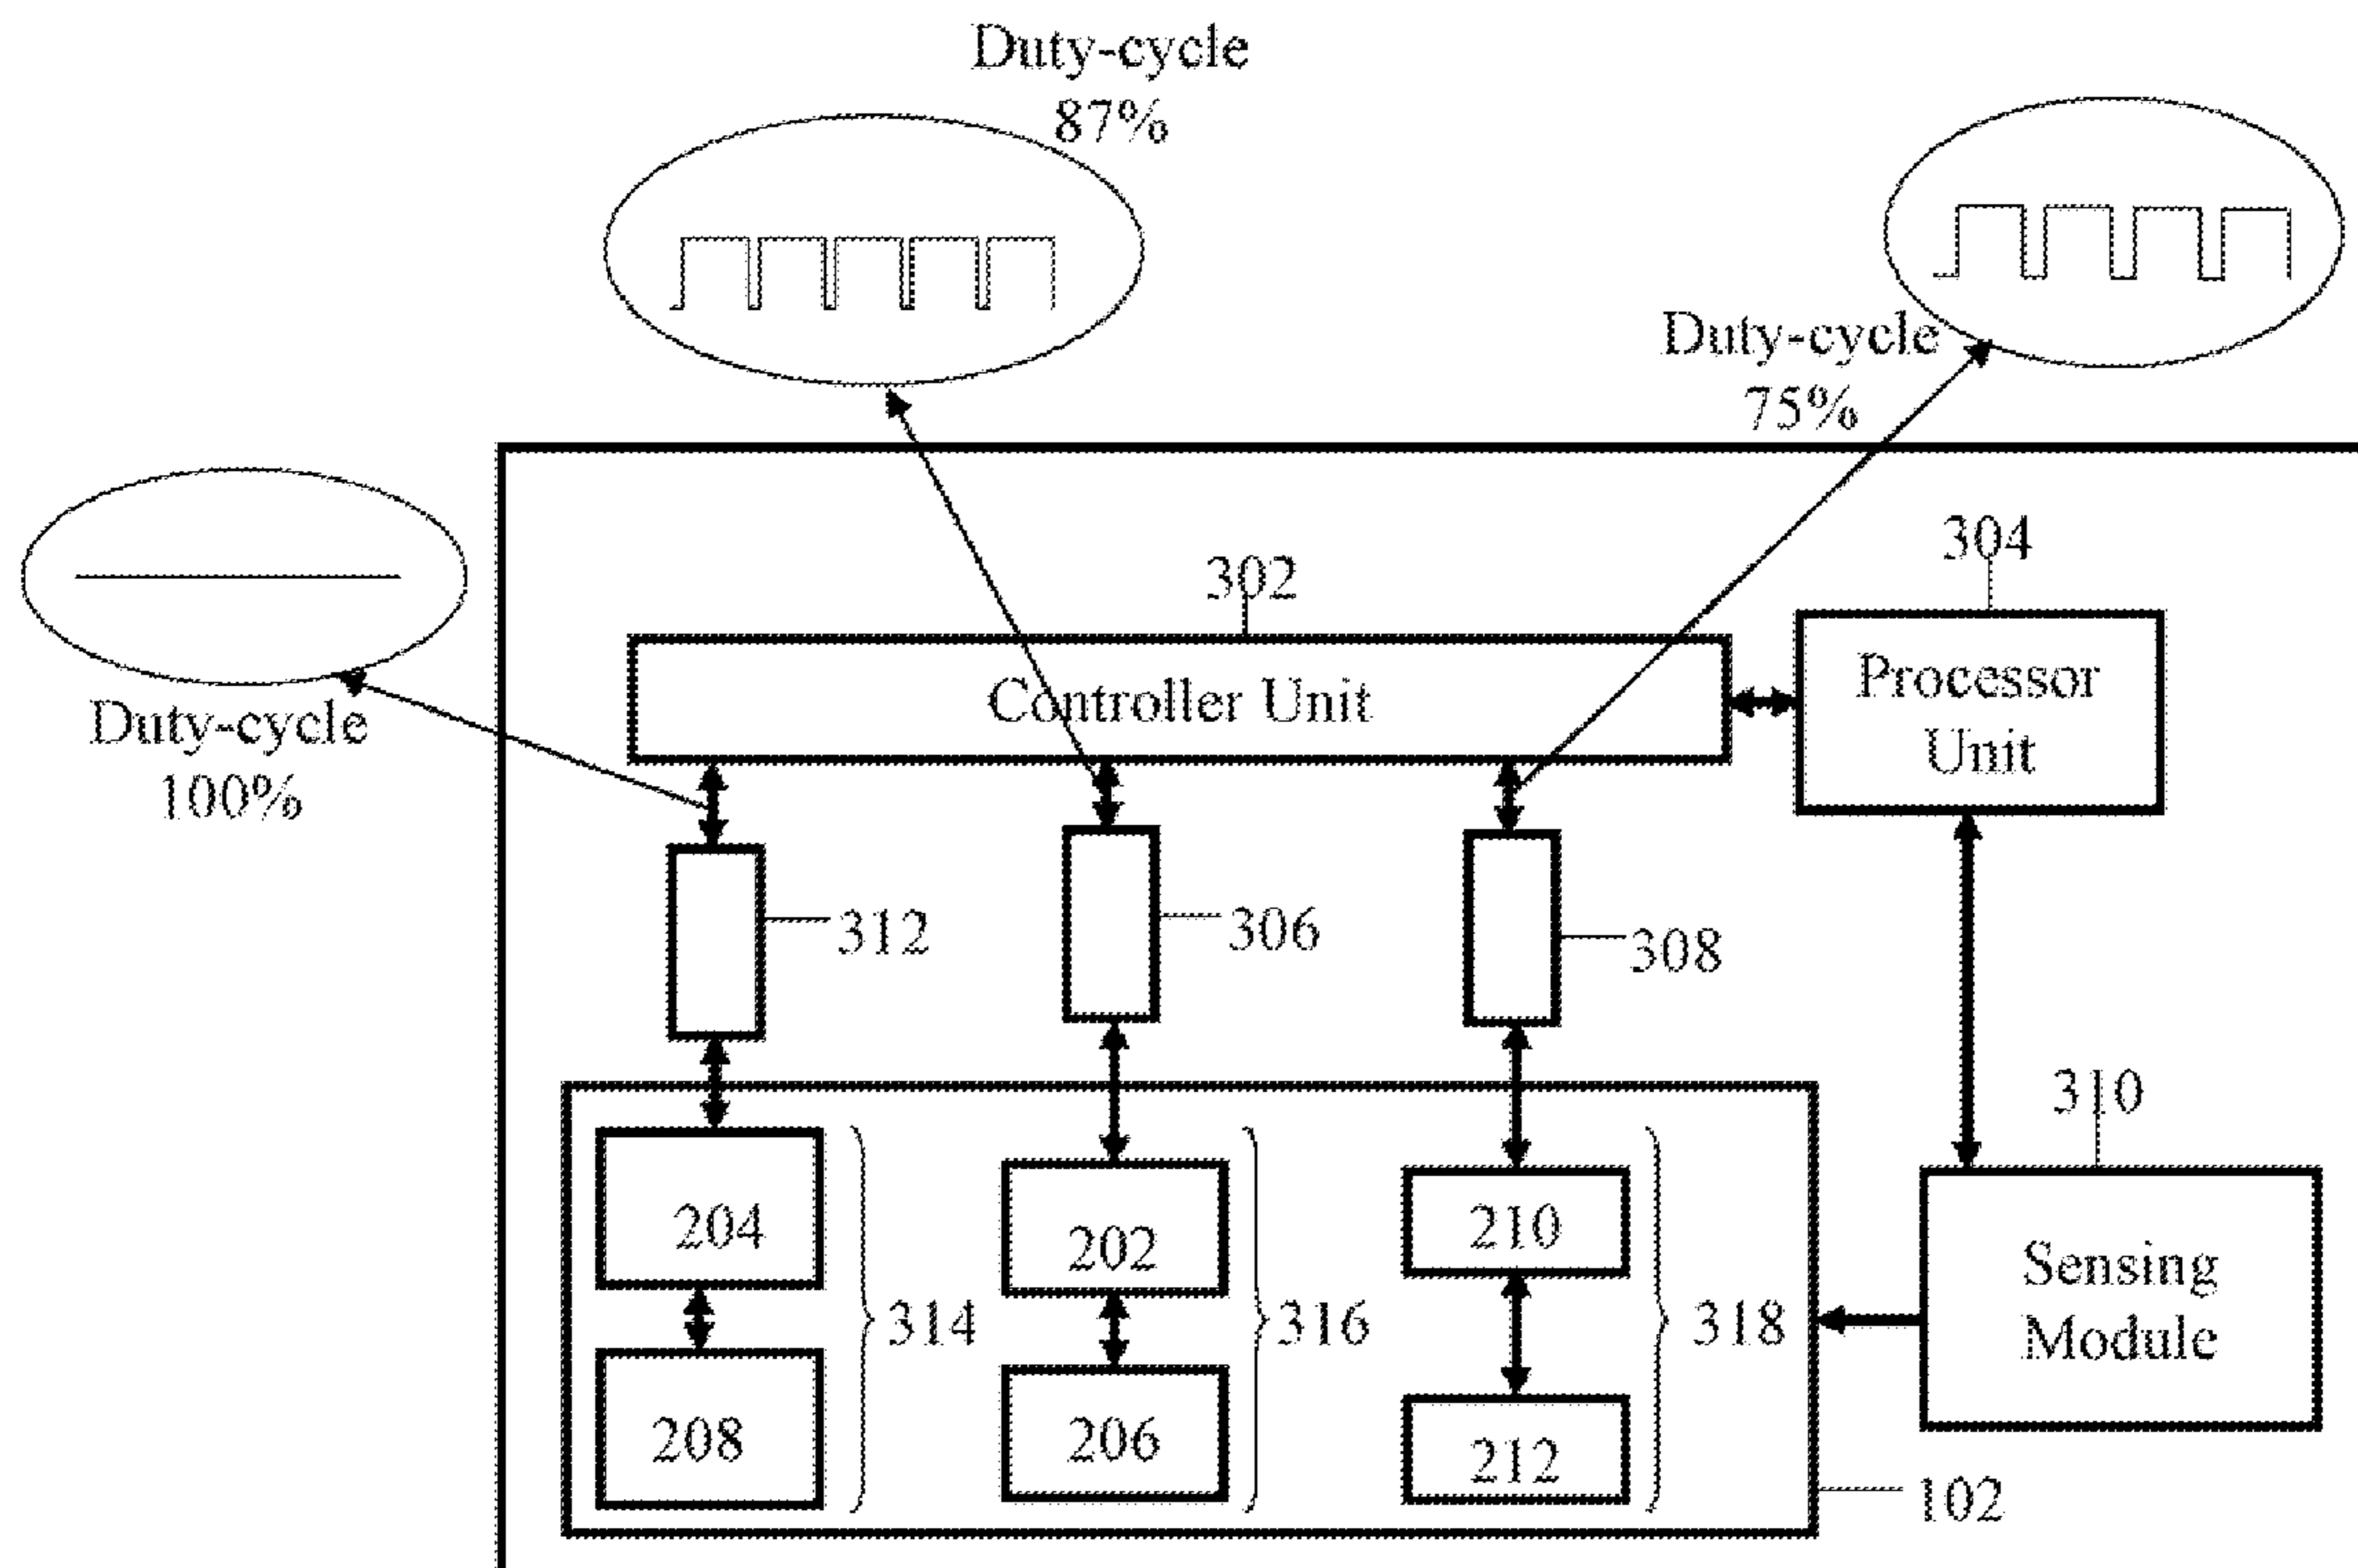 Duty-cycle
87%
Duty-cycle
75%
Duty-cycle
100%
302
304
Controller Unit
Processor
Unit
312
306
308
310
204
202
210
Sensing
Module
314
316
318
208
206
212
102